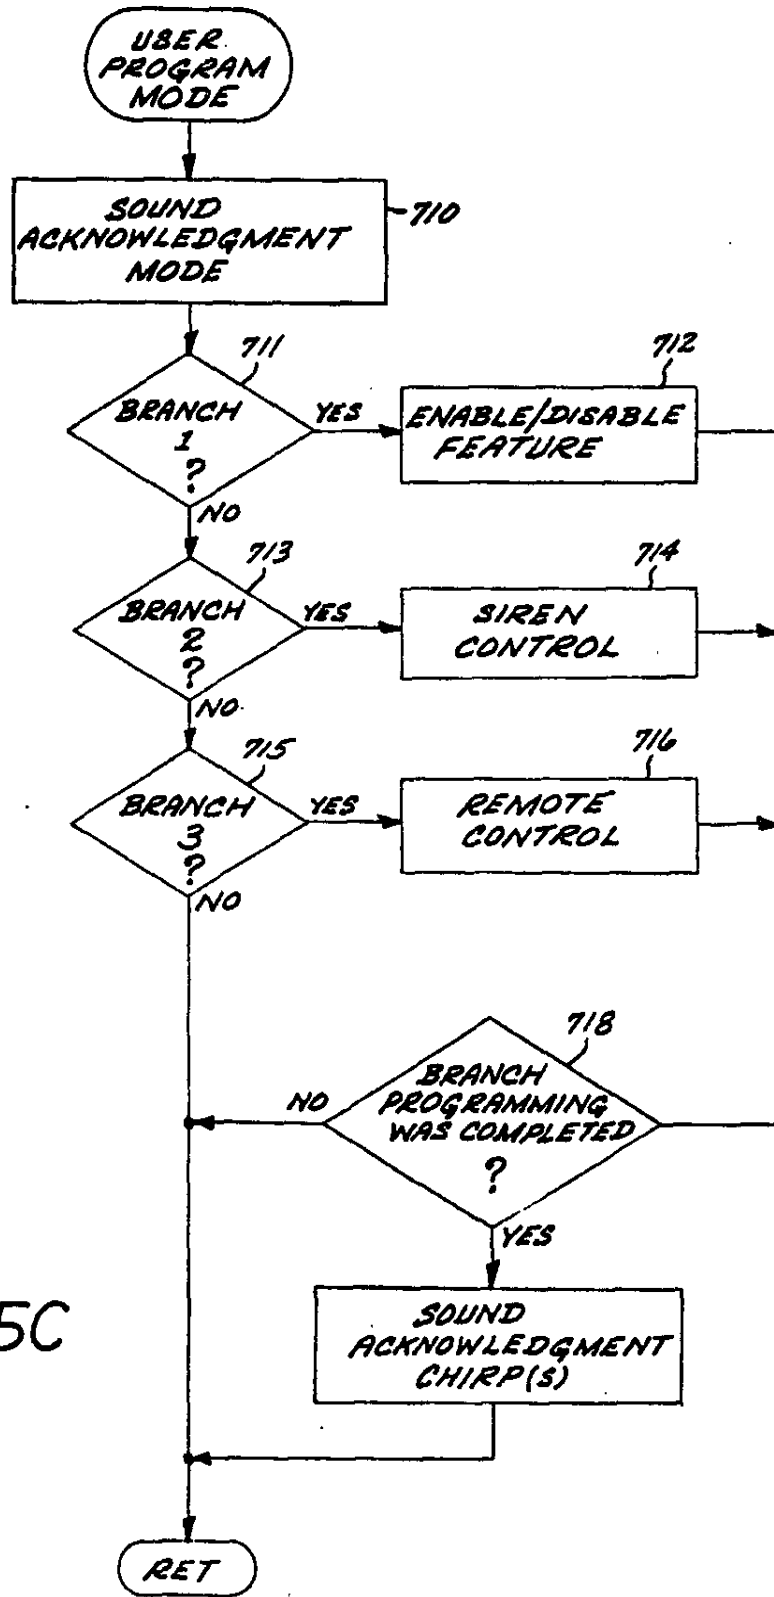 USER
PROGRAM
MODE
SOUND
ACKNOWLEDGMENT
MODE
710
711
712
BRANCH
1
?
YES
ENABLE/DISABLE
FEATURE
NO
713
714
BRANCH
2
?
YES
SIREN
CONTROL
NO
715
716
BRANCH
3
?
YES
REMOTE
CONTROL
NO
718
BRANCH
PROGRAMMING
WAS COMPLETED
?
NO
YES
5C
SOUND
ACKNOWLEDGMENT
CHIRP(S)
RET